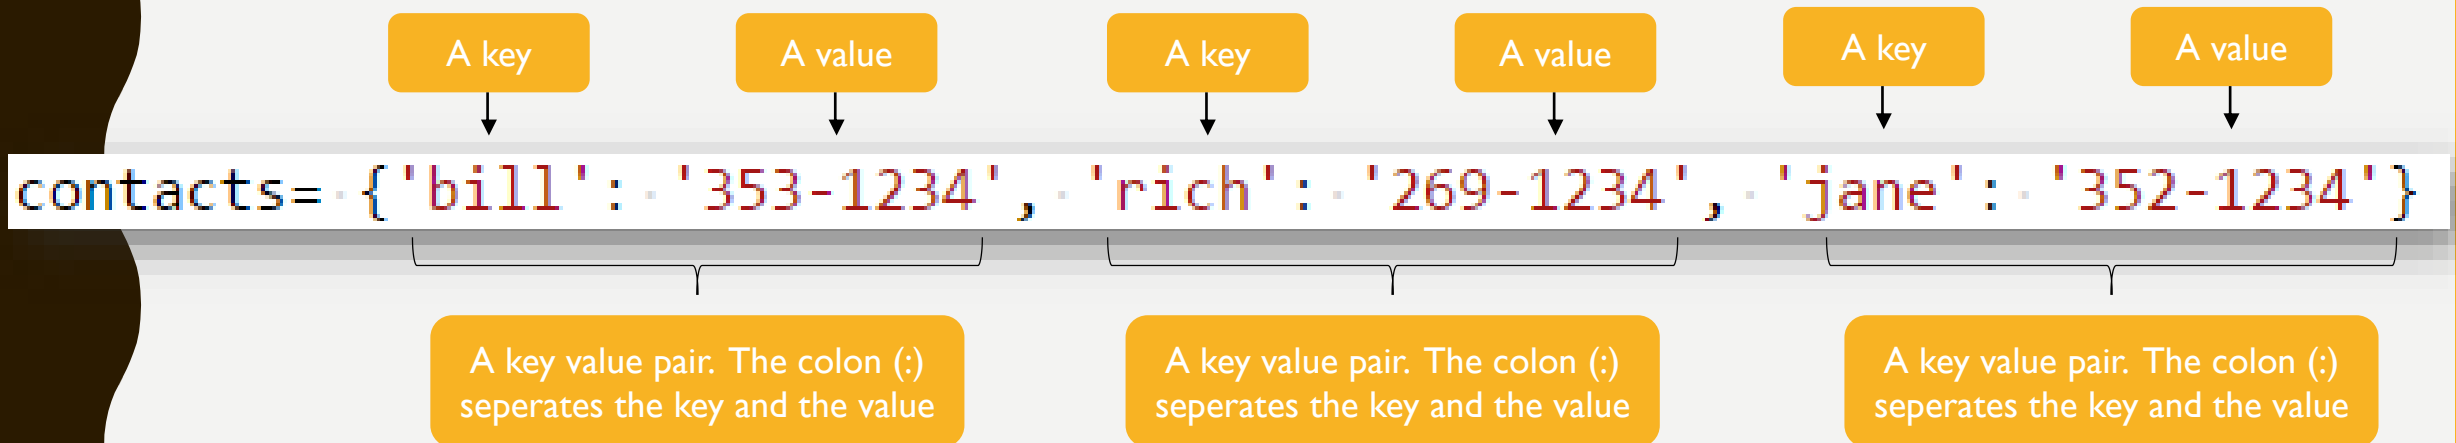 A key
A value
A key
A value
A key
A value
contacts= {'bill': '353-1234', 'rich': '269-1234', 'jane': '352-1234'}
A key value pair. The colon (:)
seperates the key and the value
A key value pair. The colon (:)
seperates the key and the value
A key value pair. The colon (:)
seperates the key and the value